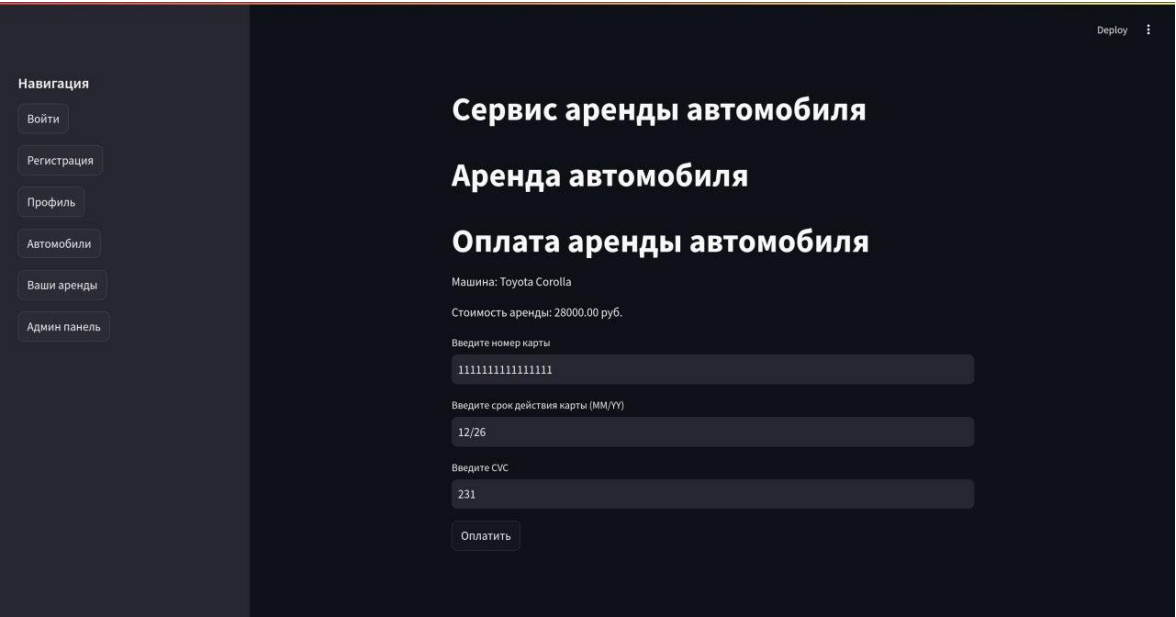 Deploy
Навигация
Войти
Регистрация
Профиль
Автомобили
Ваши аренды
Админ панель
Сервис аренды автомобиля
Аренда автомобиля
Оплата аренды автомобиля
Машина: Toyota Corolla
Стоимость аренды: 28000.00 руб.
Введите номер карты
1111111111111111
Введите срок действия карты (MM/YY)
12/26
Введите CVC
231
Оплатить